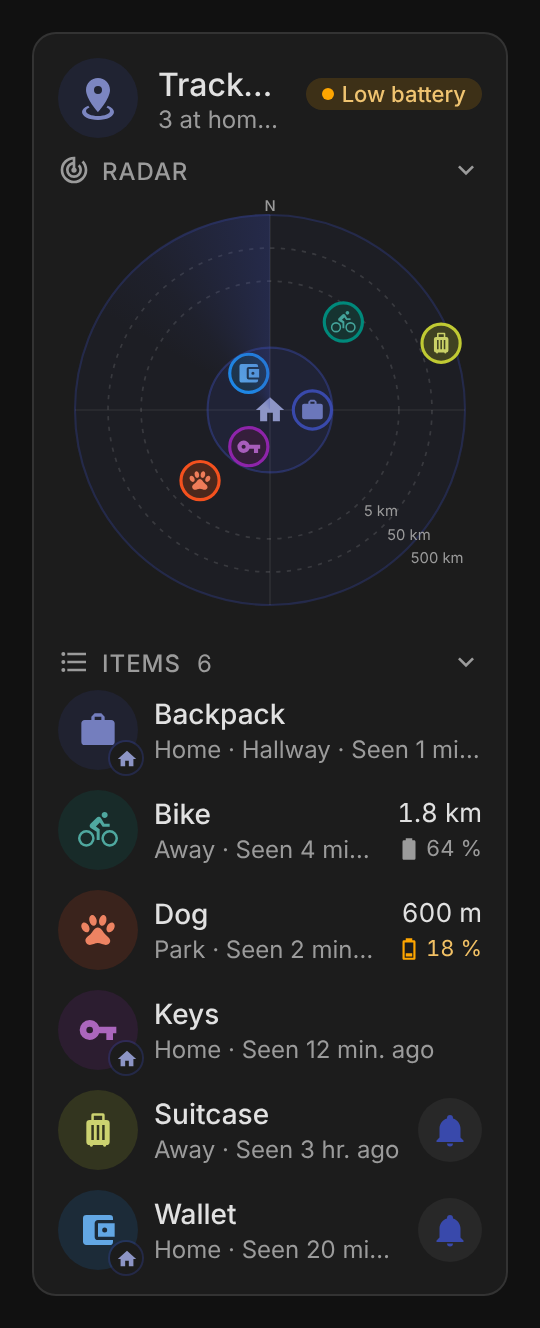 Track...
Low battery
3 at hom...
RADAR
N
5 km
50 km
500 km
ITEMS 6
Backpack
Home · Hallway · Seen 1 mi...
Bike
1.8 km
Away · Seen 4 mi...
64 %
Dog
600 m
Park · Seen 2 min...
18 %
Keys
Home · Seen 12 min. ago
Suitcase
Away · Seen 3 hr. ago
Wallet
Home · Seen 20 mi...